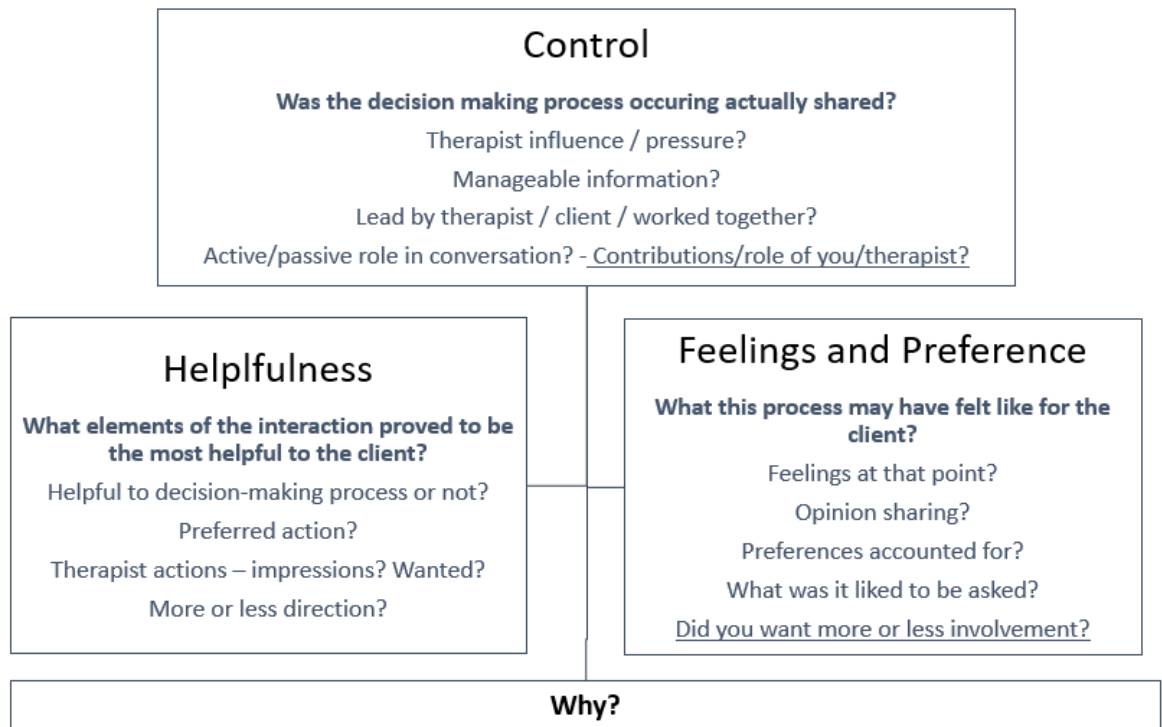 Control
Was the decision making process occuring actually shared?
Therapist influence / pressure?
Manageable information?
Lead by therapist / client / worked together?
Active/passive role in conversation? - Contributions/role of you/therapist?
Helplfulness
What elements of the interaction proved to be
the most helpful to the client?
Helpful to decision-making process or not?
Preferred action?
Therapist actions – impressions? Wanted?
More or less direction?
Feelings and Preference
What this process may have felt like for the
client?
Feelings at that point?
Opinion sharing?
Preferences accounted for?
What was it liked to be asked?
Did you want more or less involvement?
Why?